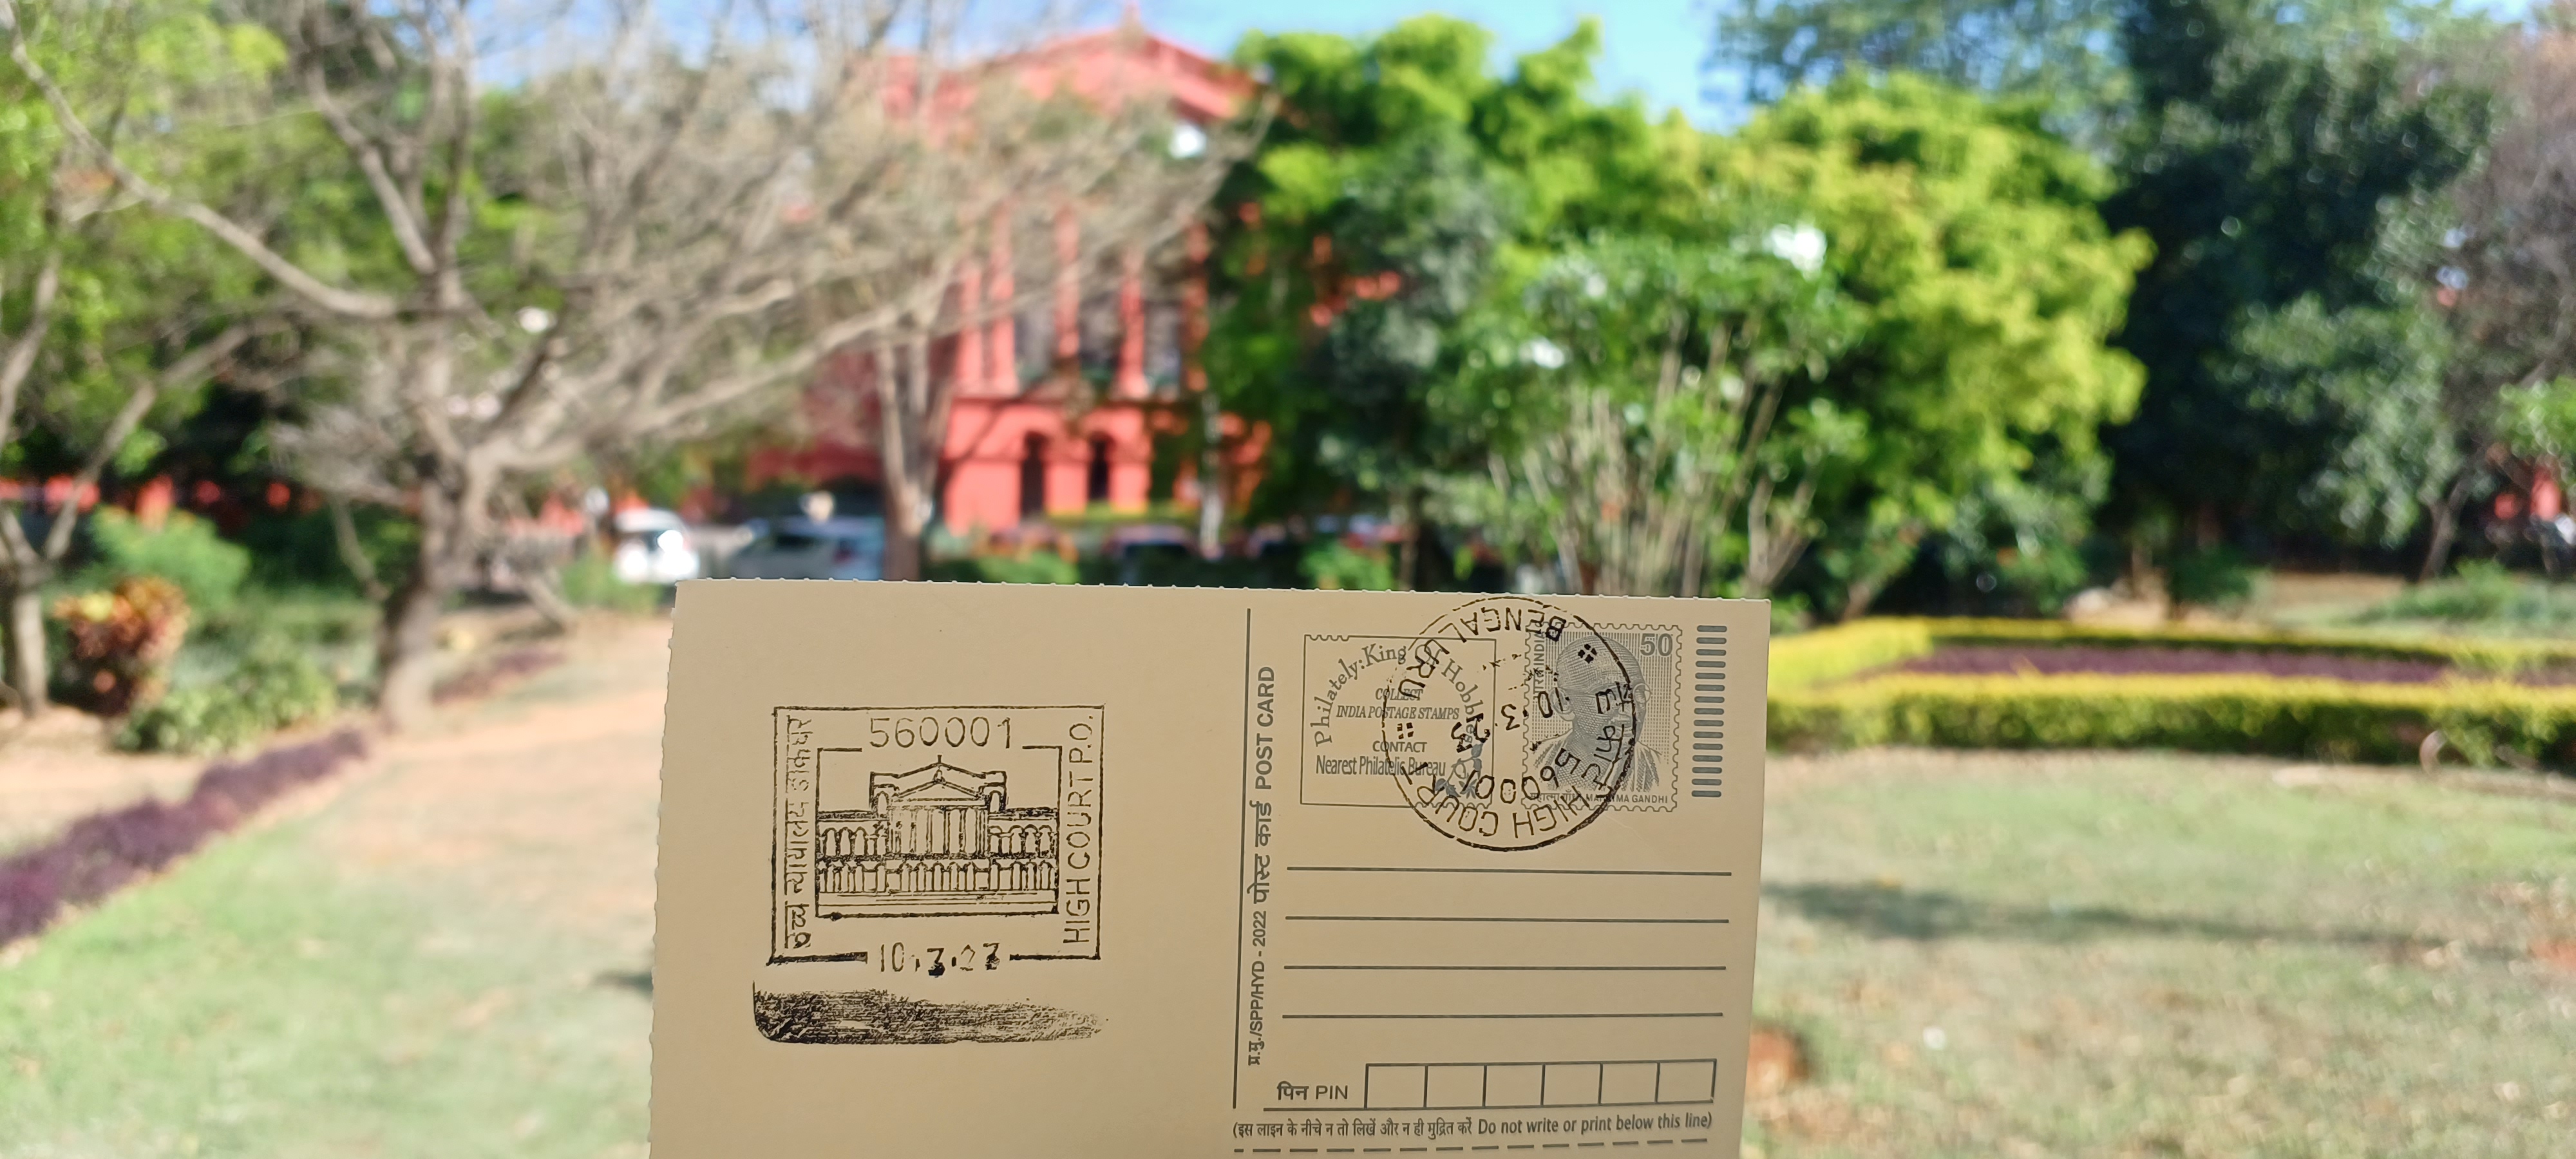 560001
उच्च न्यायालय डाकघर
HIGH COURT P.O.
10.3.23
प्र.मु./SPP/HYD - 2022 पोस्ट कार्ड POST CARD
Philately:King Hobbies
COLLECT
INDIA POSTAGE STAMPS
CONTACT
Nearest Philatelic Bureau
50
INDIA
MAHATMA GANDHI
BENGALURU
10 3 23
560001
HIGH COURT
पिन PIN
(इस लाइन के नीचे न तो लिखें और न ही मुद्रित करें Do not write or print below this line)